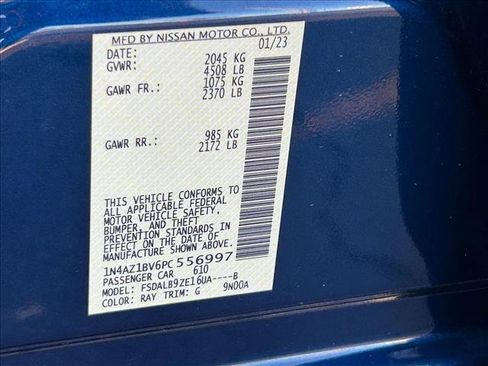 MFD BY NISSAN MOTOR CO., LTD.
DATE: 01/23
GVWR: 2045 KG
4508 LB
GAWR FR.: 1075 KG
2370 LB
GAWR RR.: 985 KG
2172 LB
THIS VEHICLE CONFORMS TO
ALL APPLICABLE FEDERAL
MOTOR VEHICLE SAFETY,
BUMPER, AND THEFT
PREVENTION STANDARDS IN
EFFECT ON THE DATE OF
MANUFACTURE SHOWN ABOVE.
1N4AZ1BV6PC556997
PASSENGER CAR 610
MODEL: FSDALB9ZE16UA----B
COLOR: RAY TRIM: G 9N00A